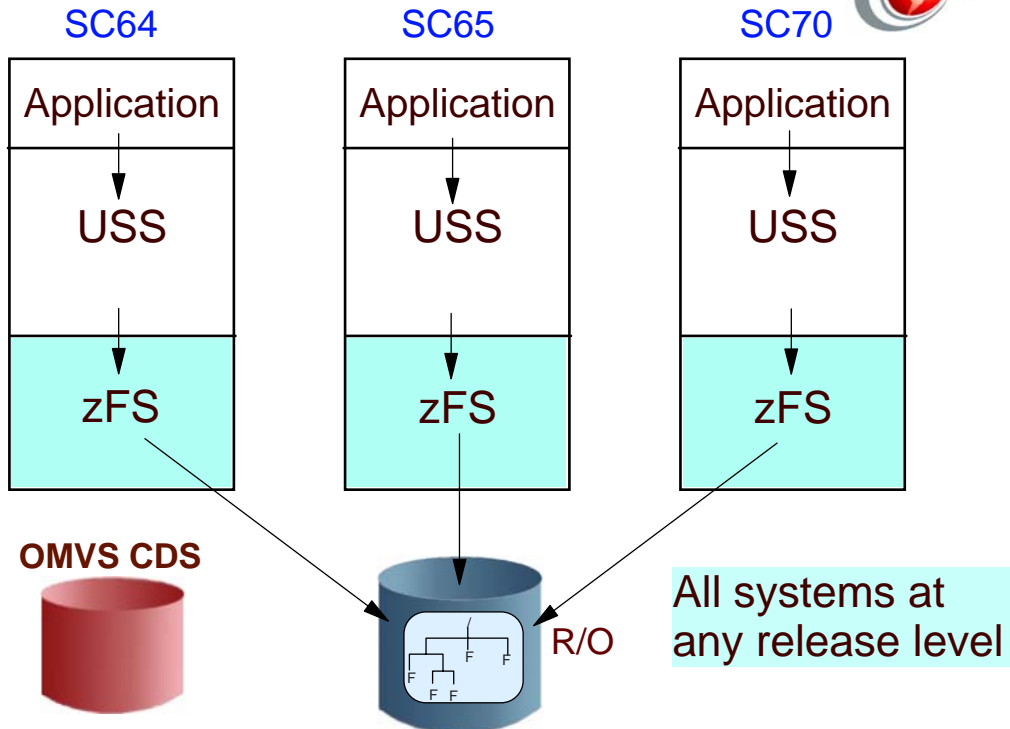 SC64
SC65
SC70
Application
Application
Application
USS
USS
USS
zFS
zFS
zFS
OMVS CDS
R/O
/
F
F
F
F
F
All systems at
any release level